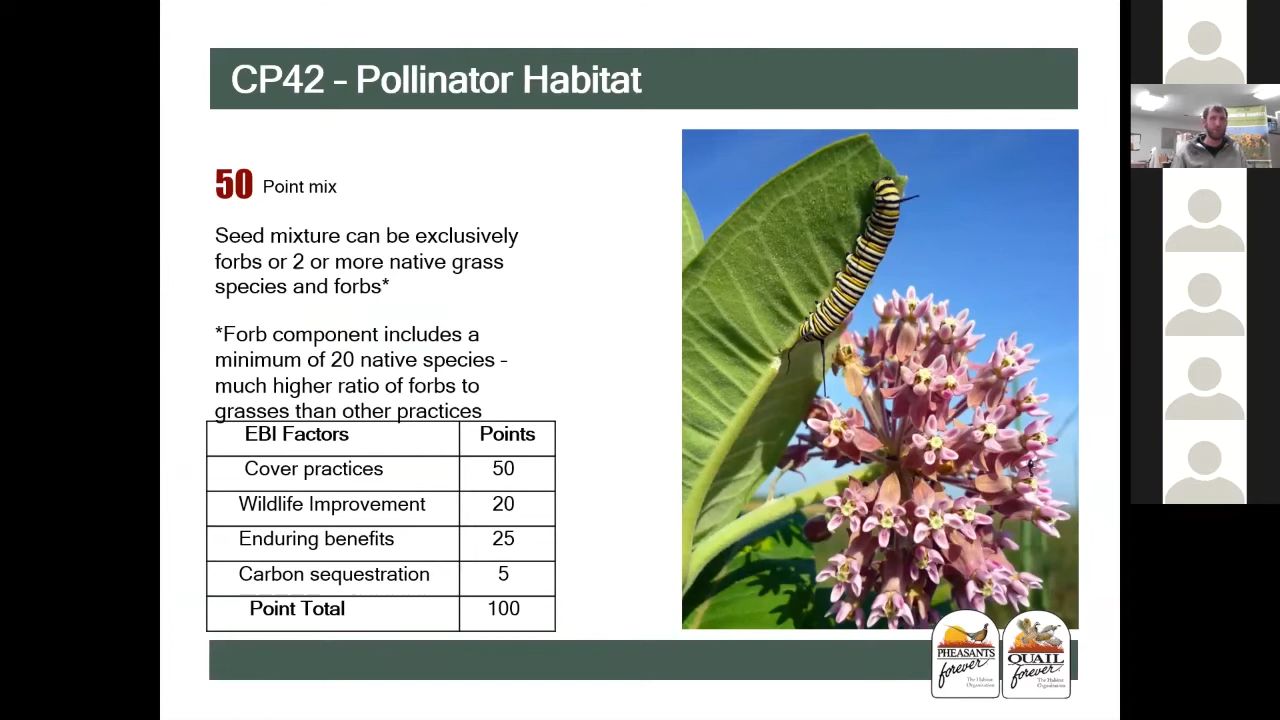 CP42 - Pollinator Habitat
50 Point mix
Seed mixture can be exclusively
forbs or 2 or more native grass
species and forbs*
*Forb component includes a
minimum of 20 native species -
much higher ratio of forbs to
grasses than other practices
EBI Factors Points
Cover practices 50
Wildlife Improvement 20
Enduring benefits 25
Carbon sequestration 5
Point Total 100
PHEASANTS
forever
The Habitat
Organization
QUAIL
forever
The Habitat
Organization